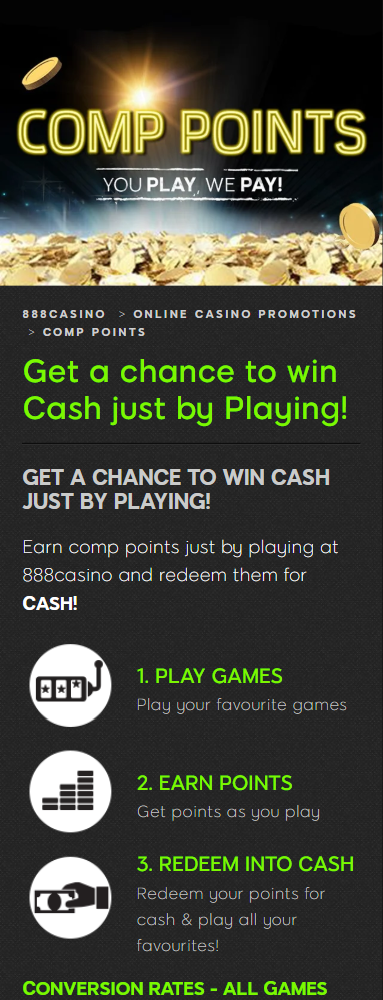 COMP POINTS
YOU PLAY, WE PAY!
888CASINO > ONLINE CASINO PROMOTIONS
> COMP POINTS
Get a chance to win
Cash just by Playing!
GET A CHANCE TO WIN CASH
JUST BY PLAYING!
Earn comp points just by playing at
888casino and redeem them for
CASH!
1. PLAY GAMES
Play your favourite games
2. EARN POINTS
Get points as you play
3. REDEEM INTO CASH
Redeem your points for
cash & play all your
favourites!
CONVERSION RATES - ALL GAMES